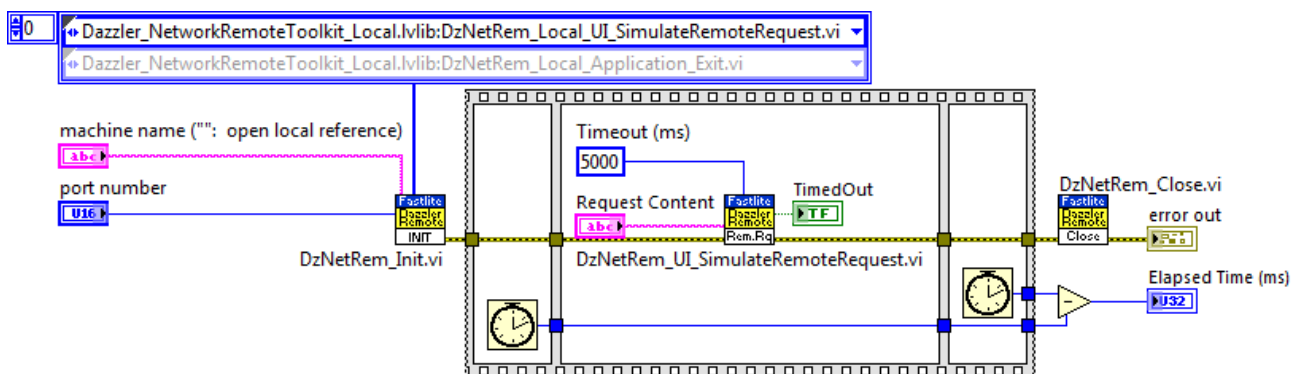 0
Dazzler_NetworkRemoteToolkit_Local.lvlib:DzNetRem_Local_UI_SimulateRemoteRequest.vi
Dazzler_NetworkRemoteToolkit_Local.lvlib:DzNetRem_Local_Application_Exit.vi
machine name ("":  open local reference)
abc
port number
U16
Fastlite
Dazzler
Remote
INIT
DzNetRem_Init.vi
Timeout (ms)
5000
Request Content
abc
Fastlite
Dazzler
Remote
Rem.Rq
TimedOut
TF
DzNetRem_UI_SimulateRemoteRequest.vi
DzNetRem_Close.vi
Fastlite
Dazzler
Remote
Close
error out
Elapsed Time (ms)
U32